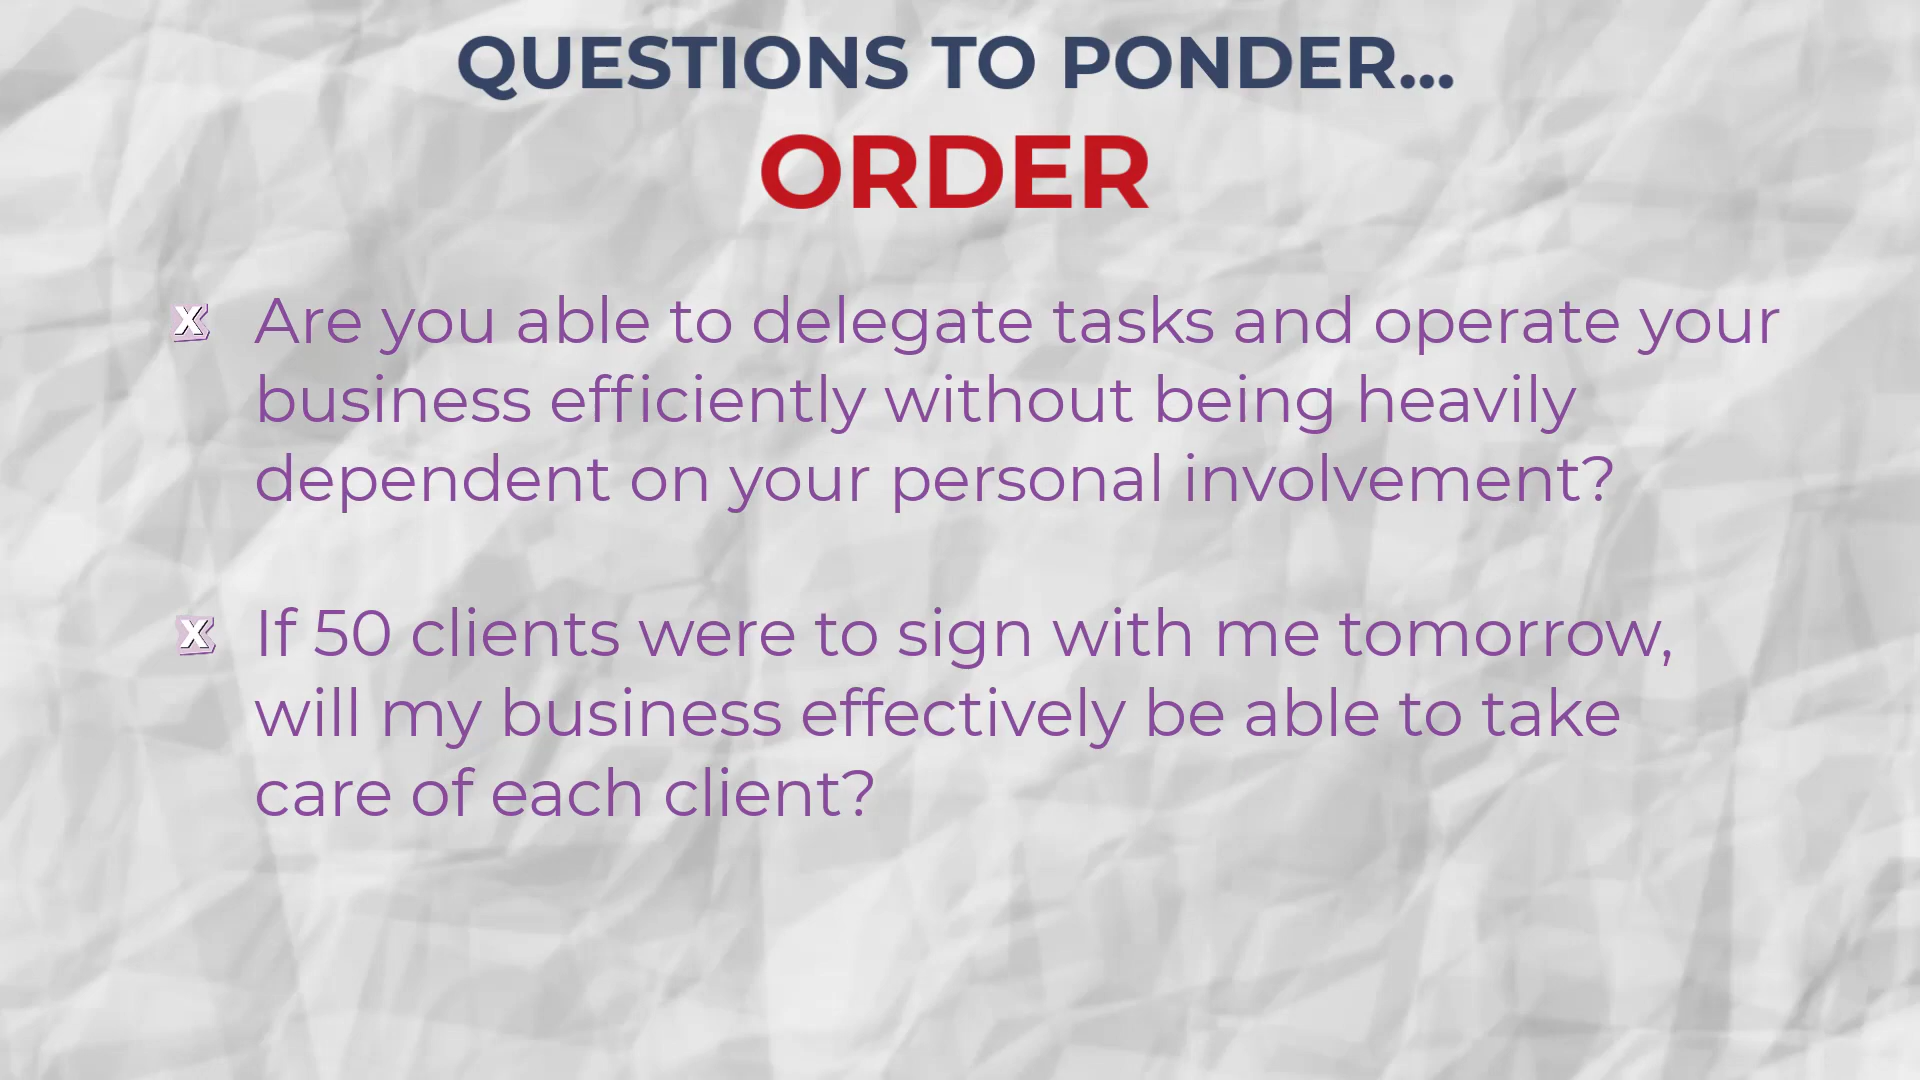 QUESTIONS TO PONDER...
ORDER
x Are you able to delegate tasks and operate your
business efficiently without being heavily
dependent on your personal involvement?
x If 50 clients were to sign with me tomorrow,
will my business effectively be able to take
care of each client?